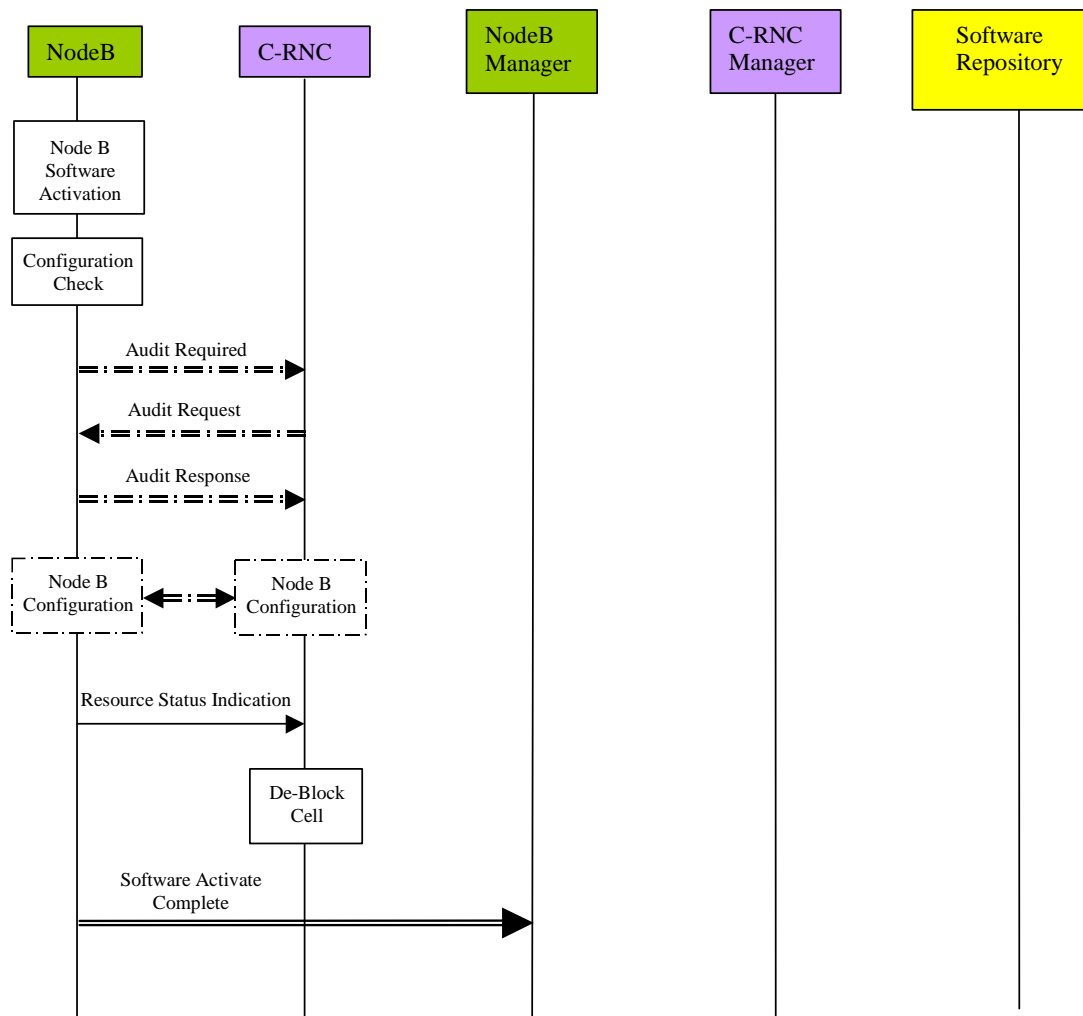 NodeB
C-RNC
NodeB
Manager
C-RNC
Manager
Software
Repository
Node B
Software
Activation
Configuration
Check
Audit Required
Audit Request
Audit Response
Node B
Configuration
Node B
Configuration
Resource Status Indication
De-Block
Cell
Software Activate
Complete